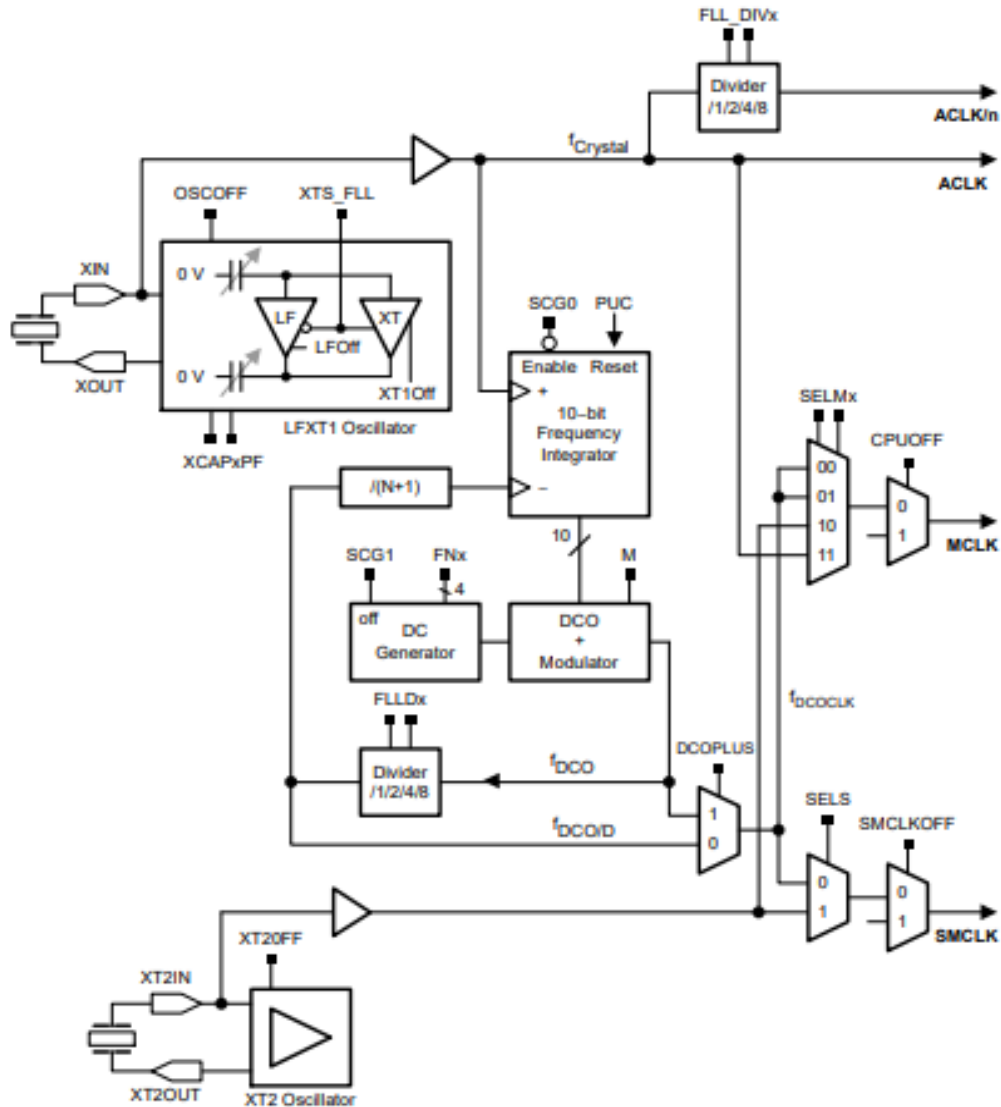 FLL_DIVx
Divider
/1/2/4/8
ACLK/n
fCrystal
ACLK
OSCOFF
XTS_FLL
XIN
0 V
LF
XT
LFOff
0 V
XT1Off
XOUT
LFXT1 Oscillator
XCAPxPF
SCG0
PUC
Enable
Reset
+
10-bit
Frequency
Integrator
−
/(N+1)
10
SELMx
CPUOFF
00
01
10
11
0
1
MCLK
SCG1
FNx
4
M
off
DC
Generator
DCO
+
Modulator
fDCOCLK
FLLDx
Divider
/1/2/4/8
fDCO
fDCO/D
DCOPLUS
1
0
SELS
SMCLKOFF
0
1
0
1
SMCLK
XT20FF
XT2IN
XT2OUT
XT2 Oscillator